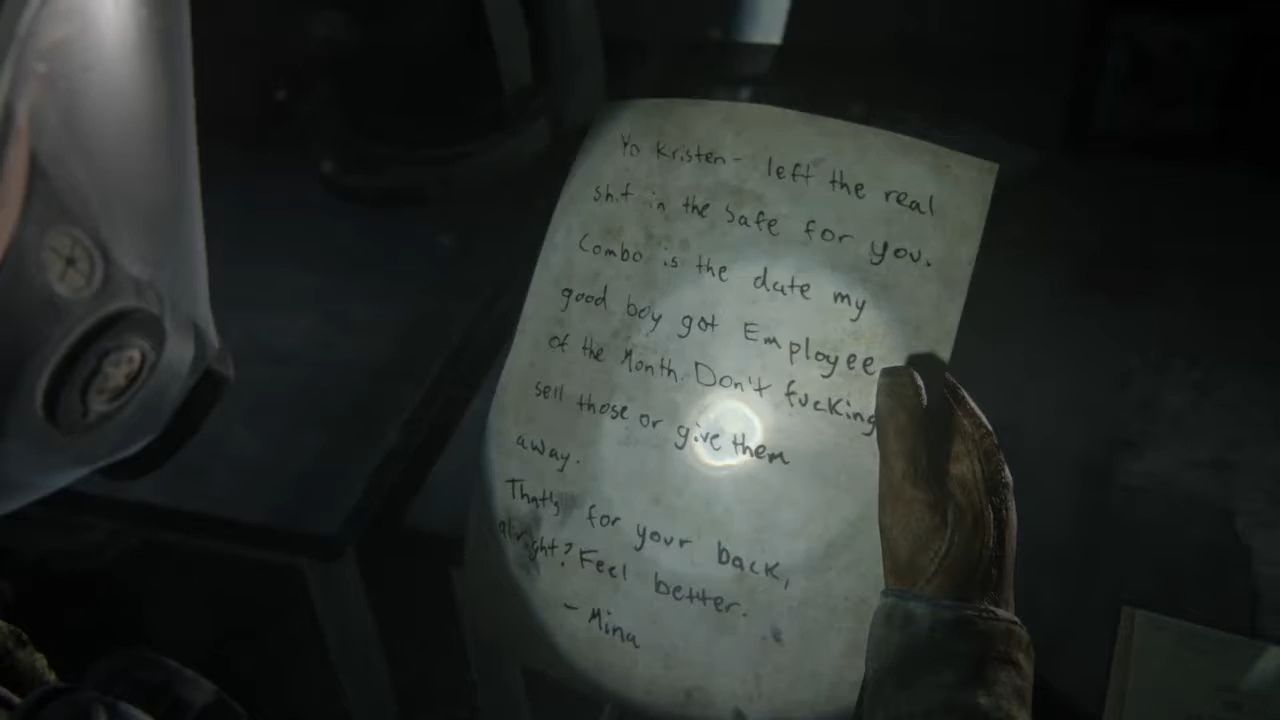 Yo Kristen - left the real
shit in the safe for you.
Combo is the date my
good boy got Employee
of the Month. Don't fucking
sell those or give them
away.
That's for your back,
alright? Feel better.
- Mina